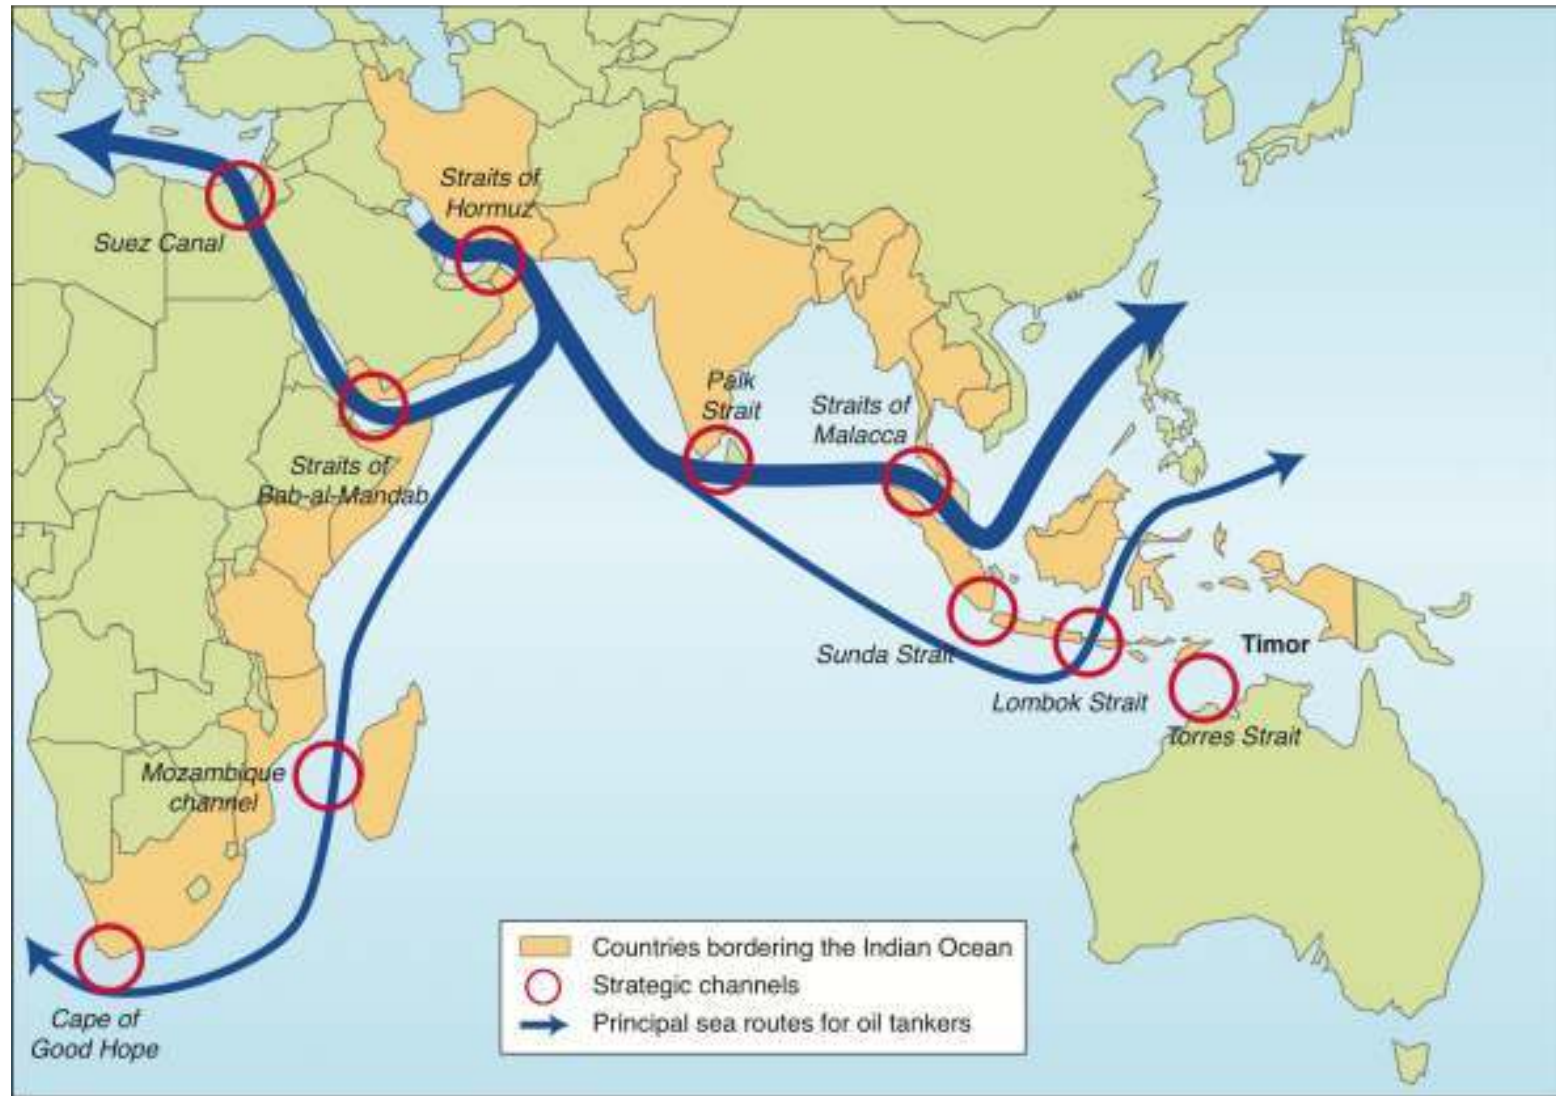 Straits of
Hormuz
Suez Canal
Palk
Strait
Straits of
Malacca
Straits of
Bab-al-Mandab
Timor
Sunda Strait
Lombok Strait
Torres Strait
Mozambique
channel
Countries bordering the Indian Ocean
Strategic channels
Principal sea routes for oil tankers
Cape of
Good Hope